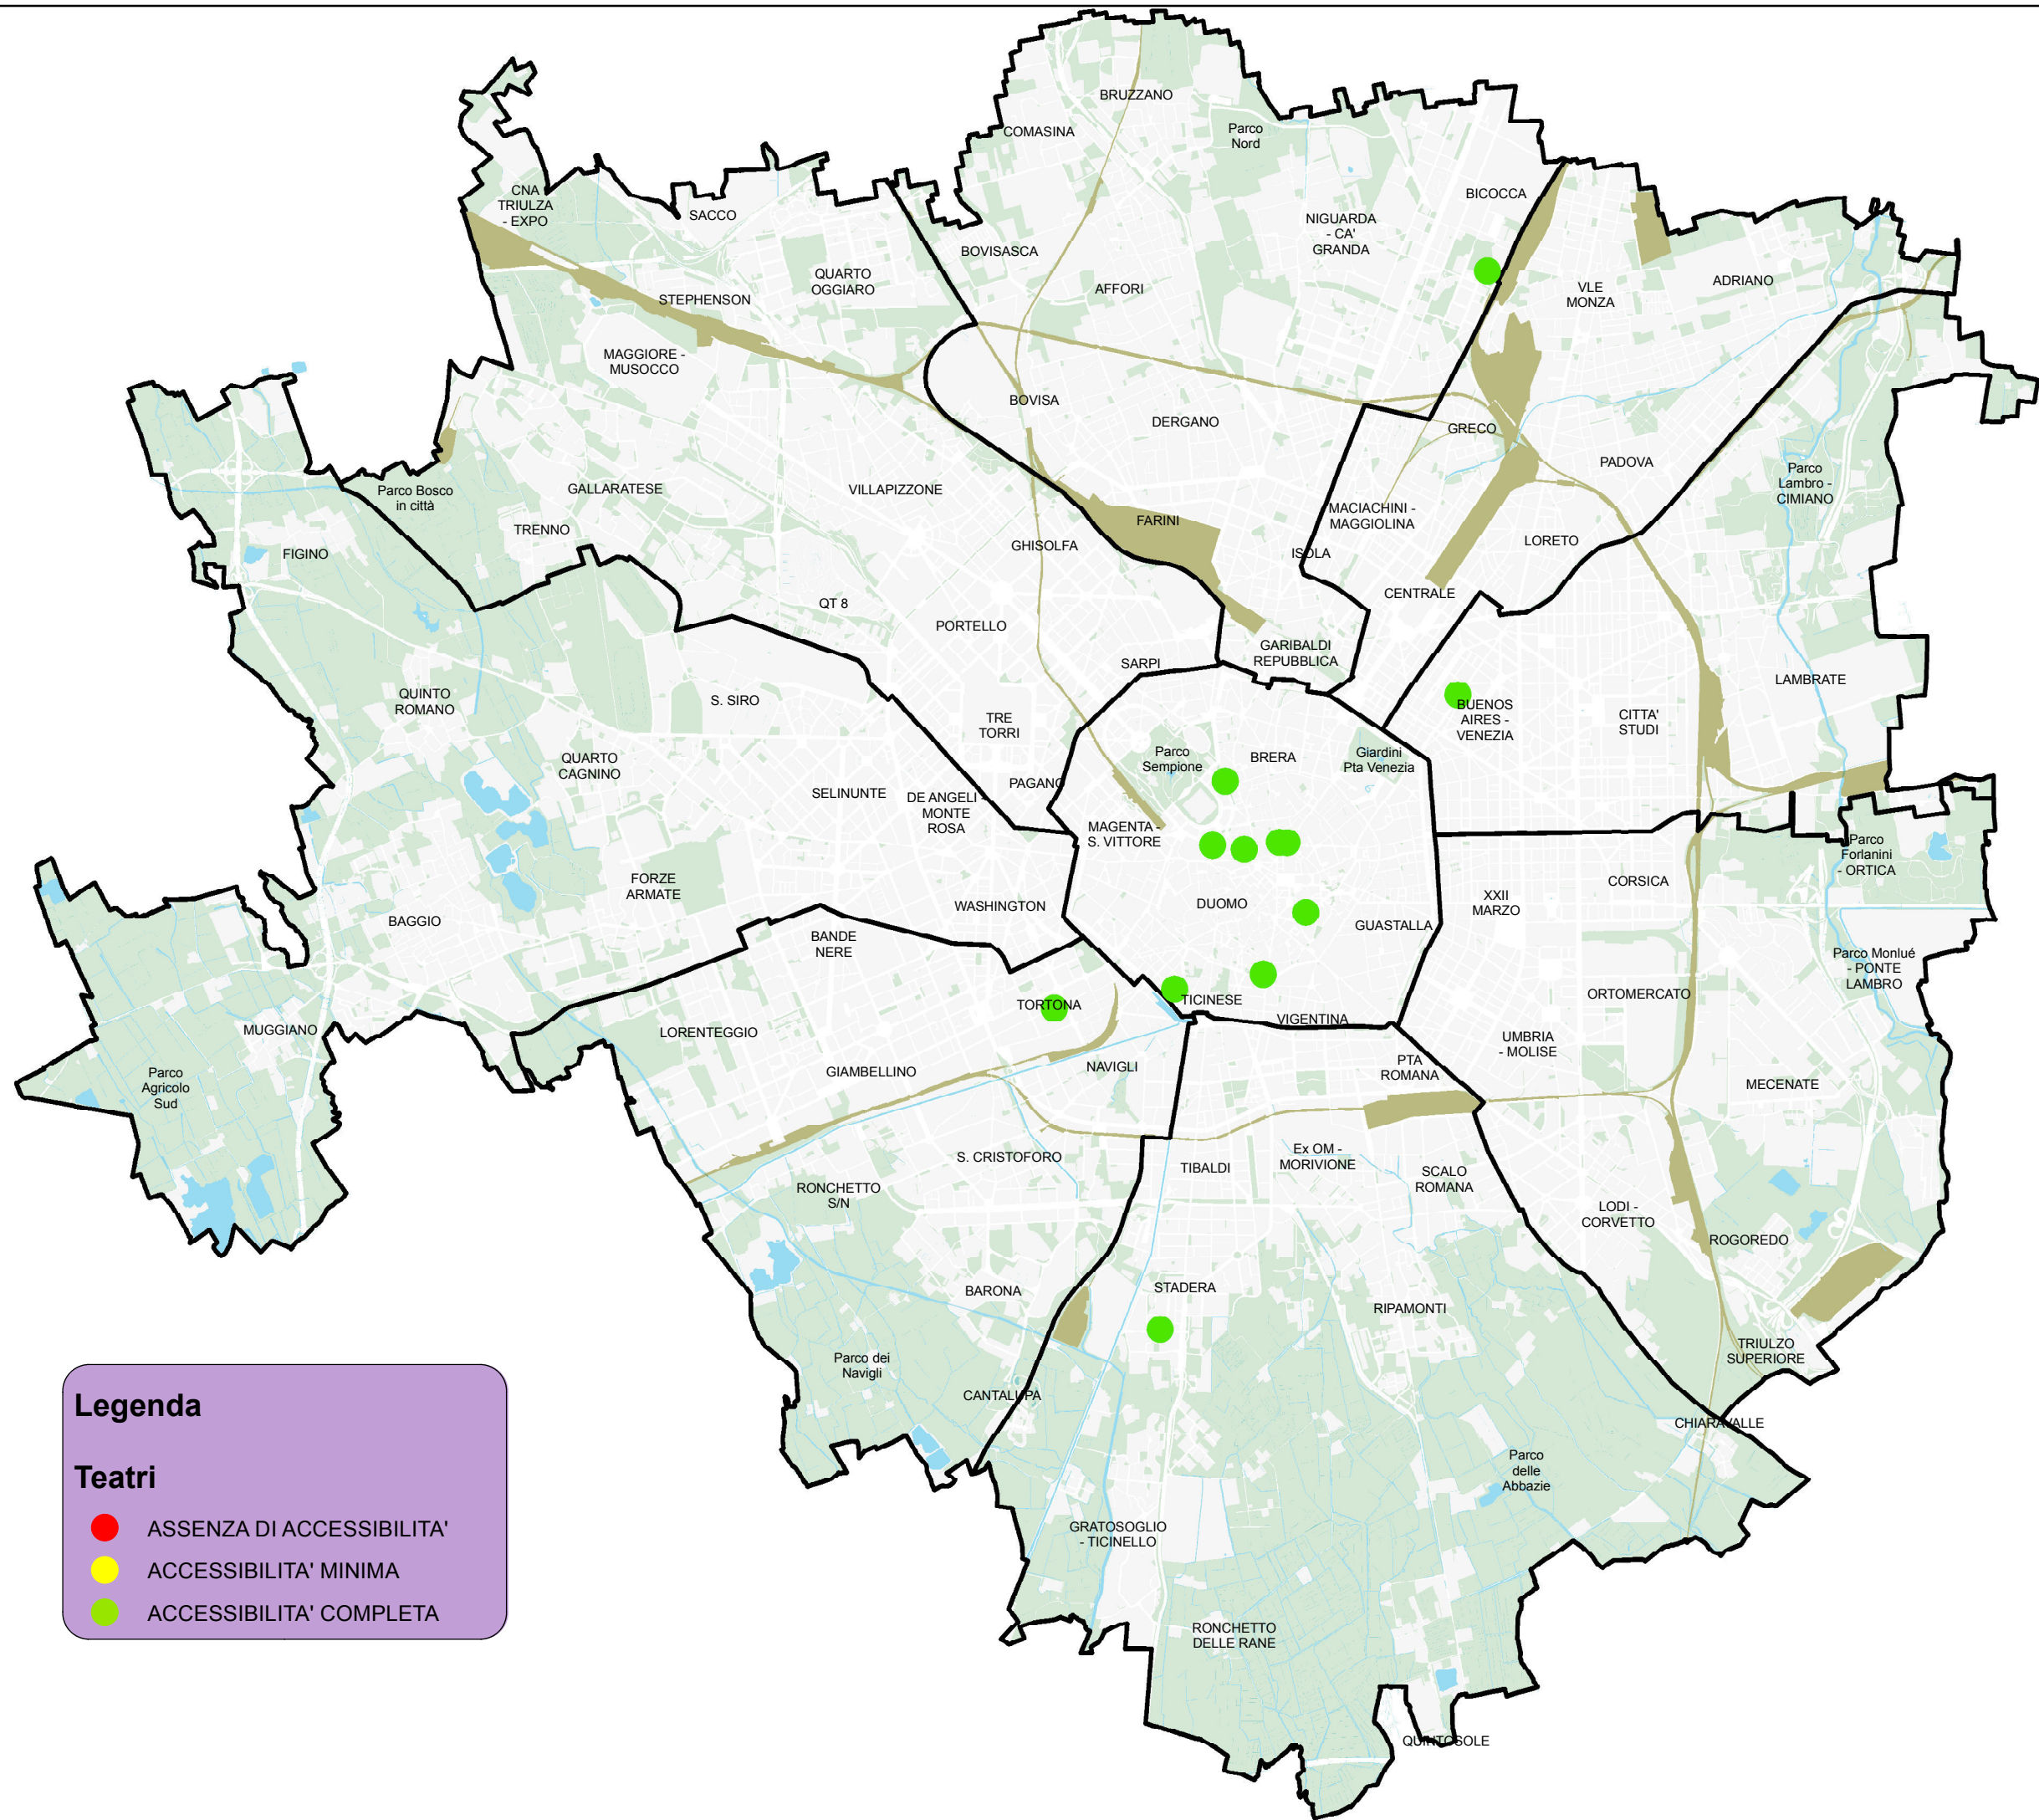 BRUZZANO
COMASINA
Parco
Nord
CNA
TRIULZA
- EXPO
SACCO
BICOCCA
NIGUARDA
- CA'
GRANDA
BOVISASCA
QUARTO
OGGIARO
AFFORI
STEPHENSON
VLE
MONZA
ADRIANO
MAGGIORE -
MUSOCCO
BOVISA
DERGANO
GRECO
PADOVA
Parco
Lambro -
CIMIANO
Parco Bosco
in città
GALLARATESE
VILLAPIZZONE
TRENNO
FARINI
MACIACHINI -
MAGGIOLINA
FIGINO
GHISOLFA
ISOLA
LORETO
QT 8
CENTRALE
PORTELLO
GARIBALDI
REPUBBLICA
SARPI
LAMBRATE
QUINTO
ROMANO
S. SIRO
TRE
TORRI
BUENOS
AIRES -
VENEZIA
CITTA'
STUDI
QUARTO
CAGNINO
Parco
Sempione
BRERA
Giardini
Pta Venezia
PAGANO
SELINUNTE
DE ANGELI -
MONTE
ROSA
MAGENTA -
S. VITTORE
Parco
Forlanini
- ORTICA
FORZE
ARMATE
CORSICA
WASHINGTON
DUOMO
XXII
MARZO
BAGGIO
GUASTALLA
BANDE
NERE
Parco Monlué
- PONTE
LAMBRO
ORTOMERCATO
TORTONA
TICINESE
VIGENTINA
MUGGIANO
LORENTEGGIO
UMBRIA
- MOLISE
Parco
Agricolo
Sud
GIAMBELLINO
NAVIGLI
PTA
ROMANA
MECENATE
S. CRISTOFORO
TIBALDI
Ex OM -
MORIVIONE
SCALO
ROMANA
RONCHETTO
S/N
LODI -
CORVETTO
ROGOREDO
BARONA
STADERA
RIPAMONTI
TRIULZO
SUPERIORE
Parco dei
Navigli
CANTALUPA
CHIARAVALLE
Parco
delle
Abbazie
GRATOSOGLIO
- TICINELLO
RONCHETTO
DELLE RANE
QUINTOSOLE
Legenda
Teatri
ASSENZA DI ACCESSIBILITA'
ACCESSIBILITA' MINIMA
ACCESSIBILITA' COMPLETA